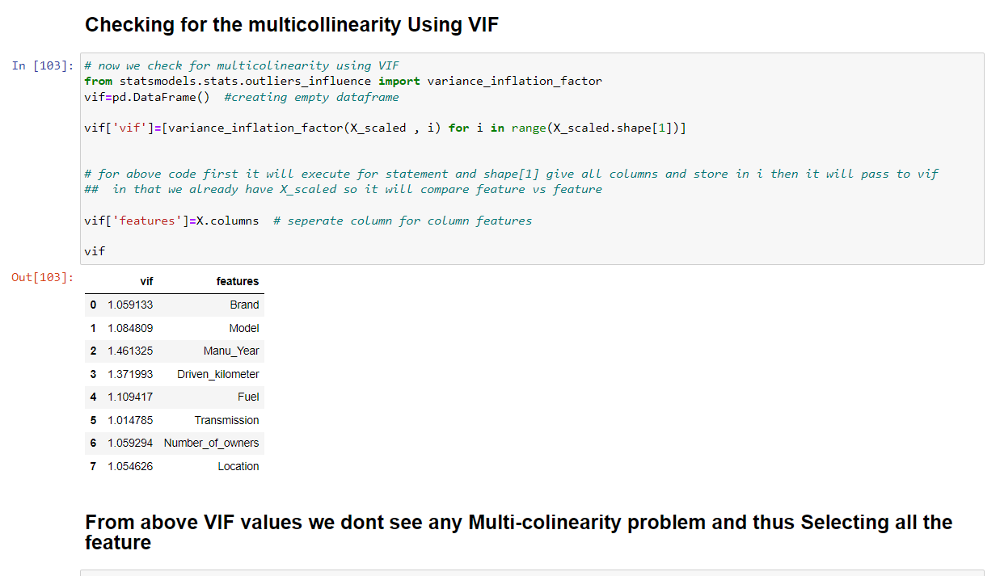 Checking for the multicollinearity Using VIF
In [103]: # now we check for multicolinearity using VIF
from statsmodels.stats.outliers_influence import variance_inflation_factor
vif=pd.DataFrame()  #creating empty dataframe
vif['vif']=[variance_inflation_factor(X_scaled , i) for i in range(X_scaled.shape[1])]
# for above code first it will execute for statement and shape[1] give all columns and store in i then it will pass to vif
##  in that we already have X_scaled so it will compare feature vs feature
vif['features']=X.columns  # seperate column for column features
vif
Out[103]:
vif features
0 1.059133 Brand
1 1.084809 Model
2 1.461325 Manu_Year
3 1.371993 Driven_kilometer
4 1.109417 Fuel
5 1.014785 Transmission
6 1.059294 Number_of_owners
7 1.054626 Location
From above VIF values we dont see any Multi-colinearity problem and thus Selecting all the
feature